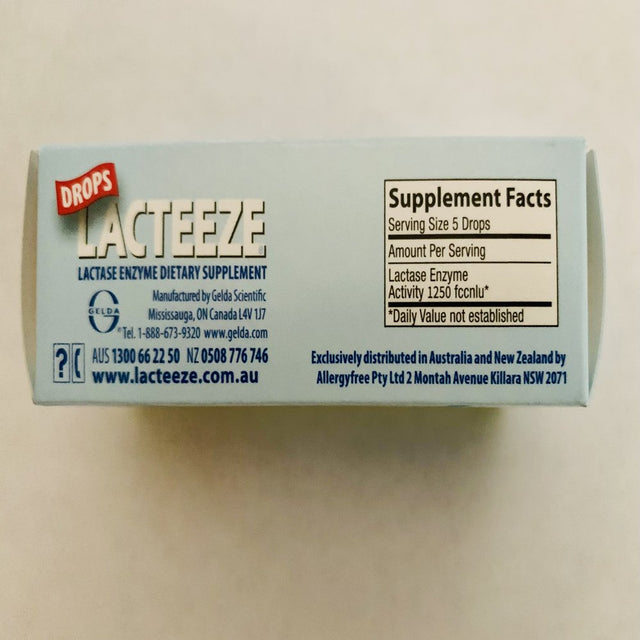 DROPS
LACTEEZE
LACTASE ENZYME DIETARY SUPPLEMENT
GELDA
Manufactured by Gelda Scientific
Mississauga, ON Canada L4V 1J7
*Tel. 1-888-673-9320 www.gelda.com
? AUS 1300 66 22 50 NZ 0508 776 746
www.lacteeze.com.au
Supplement Facts
Serving Size 5 Drops
Amount Per Serving
Lactase Enzyme
Activity 1250 fccnlu*
*Daily Value not established
Exclusively distributed in Australia and New Zealand by
Allergyfree Pty Ltd 2 Montah Avenue Killara NSW 2071